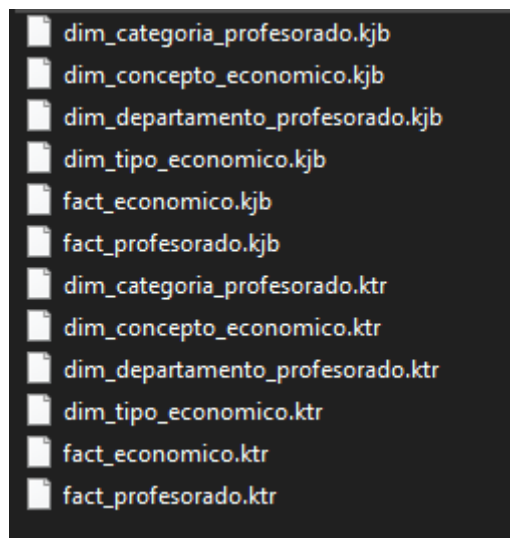 dim_categoria_profesorado.kjb
dim_concepto_economico.kjb
dim_departamento_profesorado.kjb
dim_tipo_economico.kjb
fact_economico.kjb
fact_profesorado.kjb
dim_categoria_profesorado.ktr
dim_concepto_economico.ktr
dim_departamento_profesorado.ktr
dim_tipo_economico.ktr
fact_economico.ktr
fact_profesorado.ktr